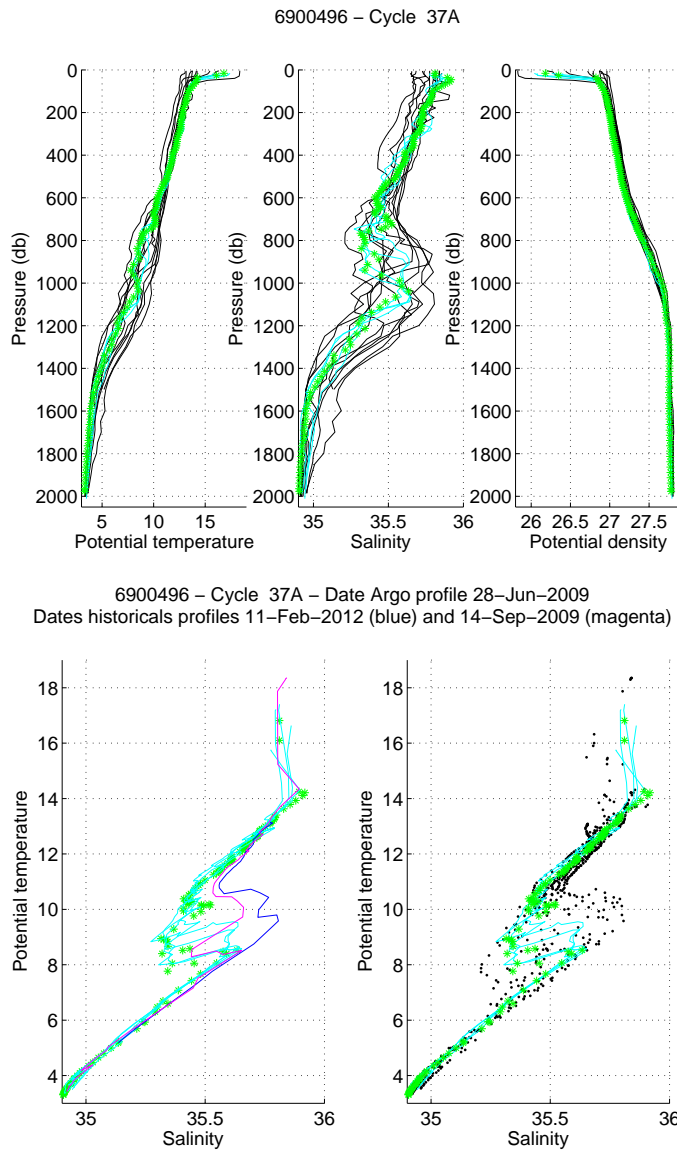 6900496 − Cycle 37A
0
200
400
600
800
1000
1200
1400
1600
1800
2000
Pressure (db)
5 10 15
Potential temperature
0
200
400
600
800
1000
1200
1400
1600
1800
2000
Pressure (db)
35 35.5 36
Salinity
0
200
400
600
800
1000
1200
1400
1600
1800
2000
Pressure (db)
26 26.5 27 27.5
Potential density
6900496 − Cycle 37A − Date Argo profile 28−Jun−2009
Dates historicals profiles 11−Feb−2012 (blue) and 14−Sep−2009 (magenta)
18
16
14
12
10
8
6
4
Potential temperature
35 35.5 36
Salinity
18
16
14
12
10
8
6
4
Potential temperature
35 35.5 36
Salinity